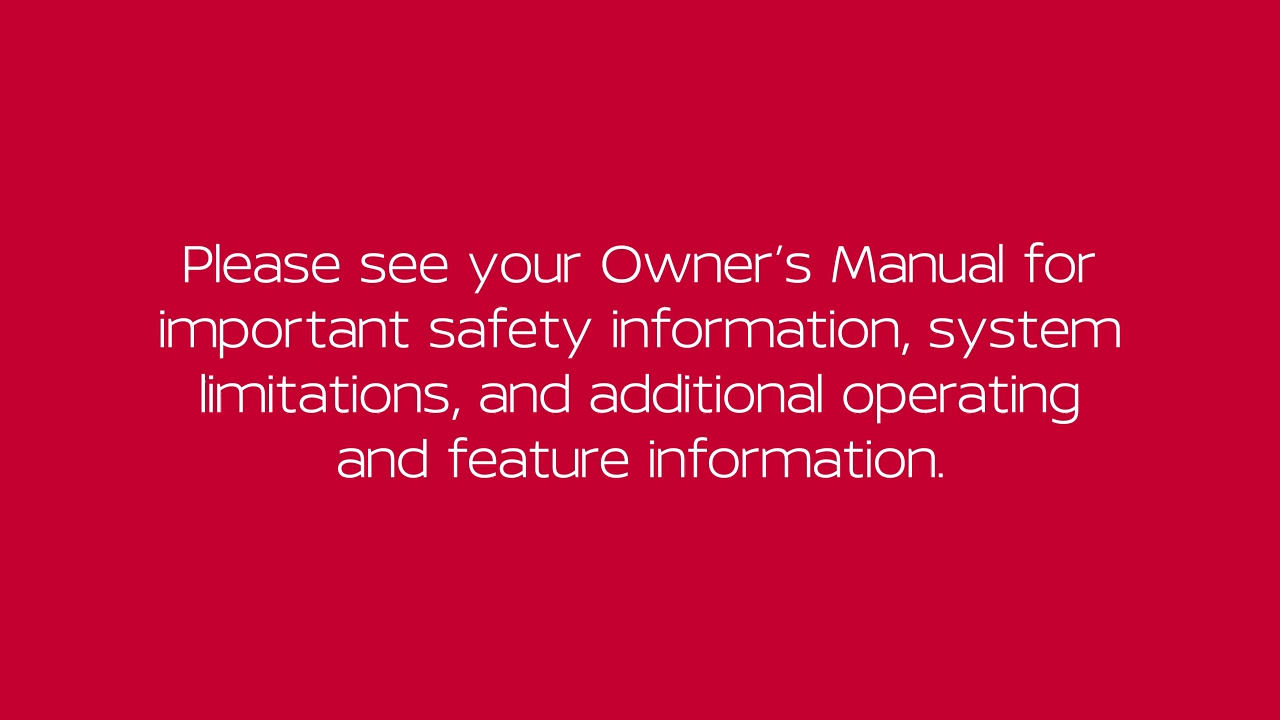 Please see your Owner’s Manual for
important safety information, system
limitations, and additional operating
and feature information.